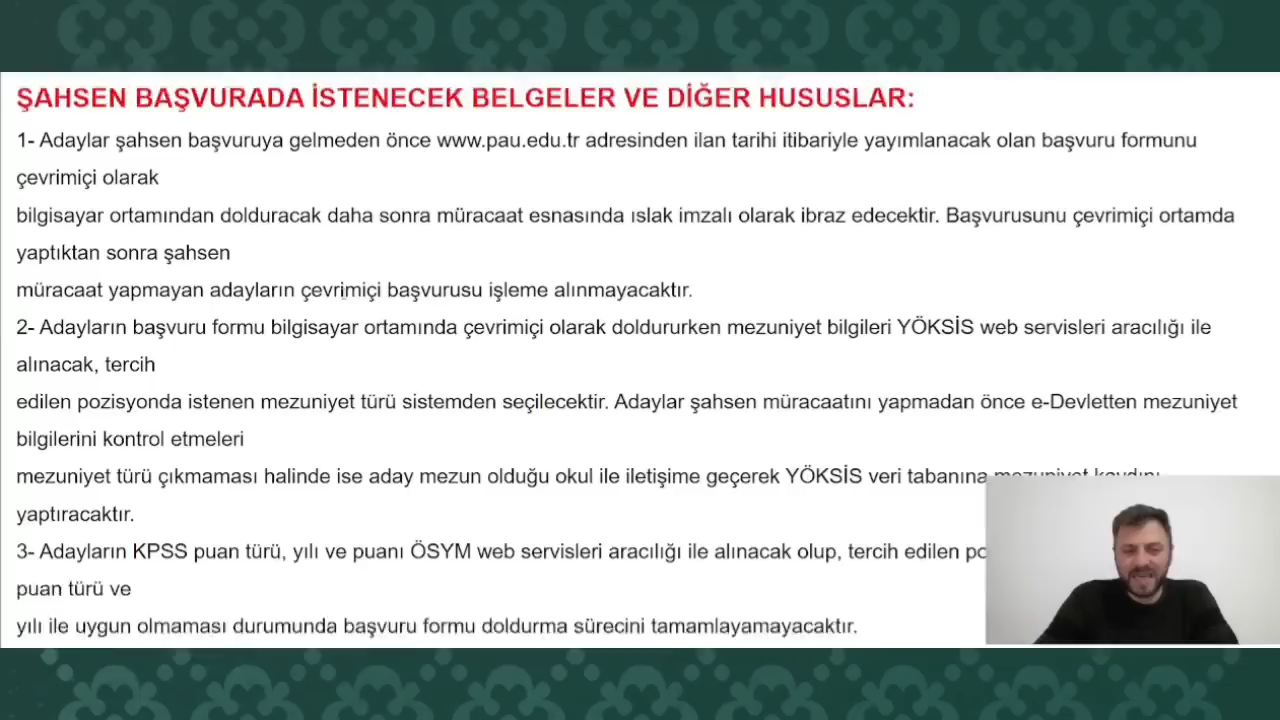 ŞAHSEN BAŞVURADA İSTENECEK BELGELER VE DİĞER HUSUSLAR:
1- Adaylar şahsen başvuruya gelmeden önce www.pau.edu.tr adresinden ilan tarihi itibariyle yayımlanacak olan başvuru formunu
çevrimiçi olarak
bilgisayar ortamından dolduracak daha sonra müracaat esnasında ıslak imzalı olarak ibraz edecektir. Başvurusunu çevrimiçi ortamda
yaptıktan sonra şahsen
müracaat yapmayan adayların çevrimiçi başvurusu işleme alınmayacaktır.
2- Adayların başvuru formu bilgisayar ortamında çevrimiçi olarak doldururken mezuniyet bilgileri YÖKSİS web servisleri aracılığı ile
alınacak, tercih
edilen pozisyonda istenen mezuniyet türü sistemden seçilecektir. Adaylar şahsen müracaatını yapmadan önce e-Devletten mezuniyet
bilgilerini kontrol etmeleri
mezuniyet türü çıkmaması halinde ise aday mezun olduğu okul ile iletişime geçerek YÖKSİS veri tabanına mezuniyet kaydını
yaptıracaktır.
3- Adayların KPSS puan türü, yılı ve puanı ÖSYM web servisleri aracılığı ile alınacak olup, tercih edilen
puan türü ve
yılı ile uygun olmaması durumunda başvuru formu doldurma sürecini tamamlayamayacaktır.